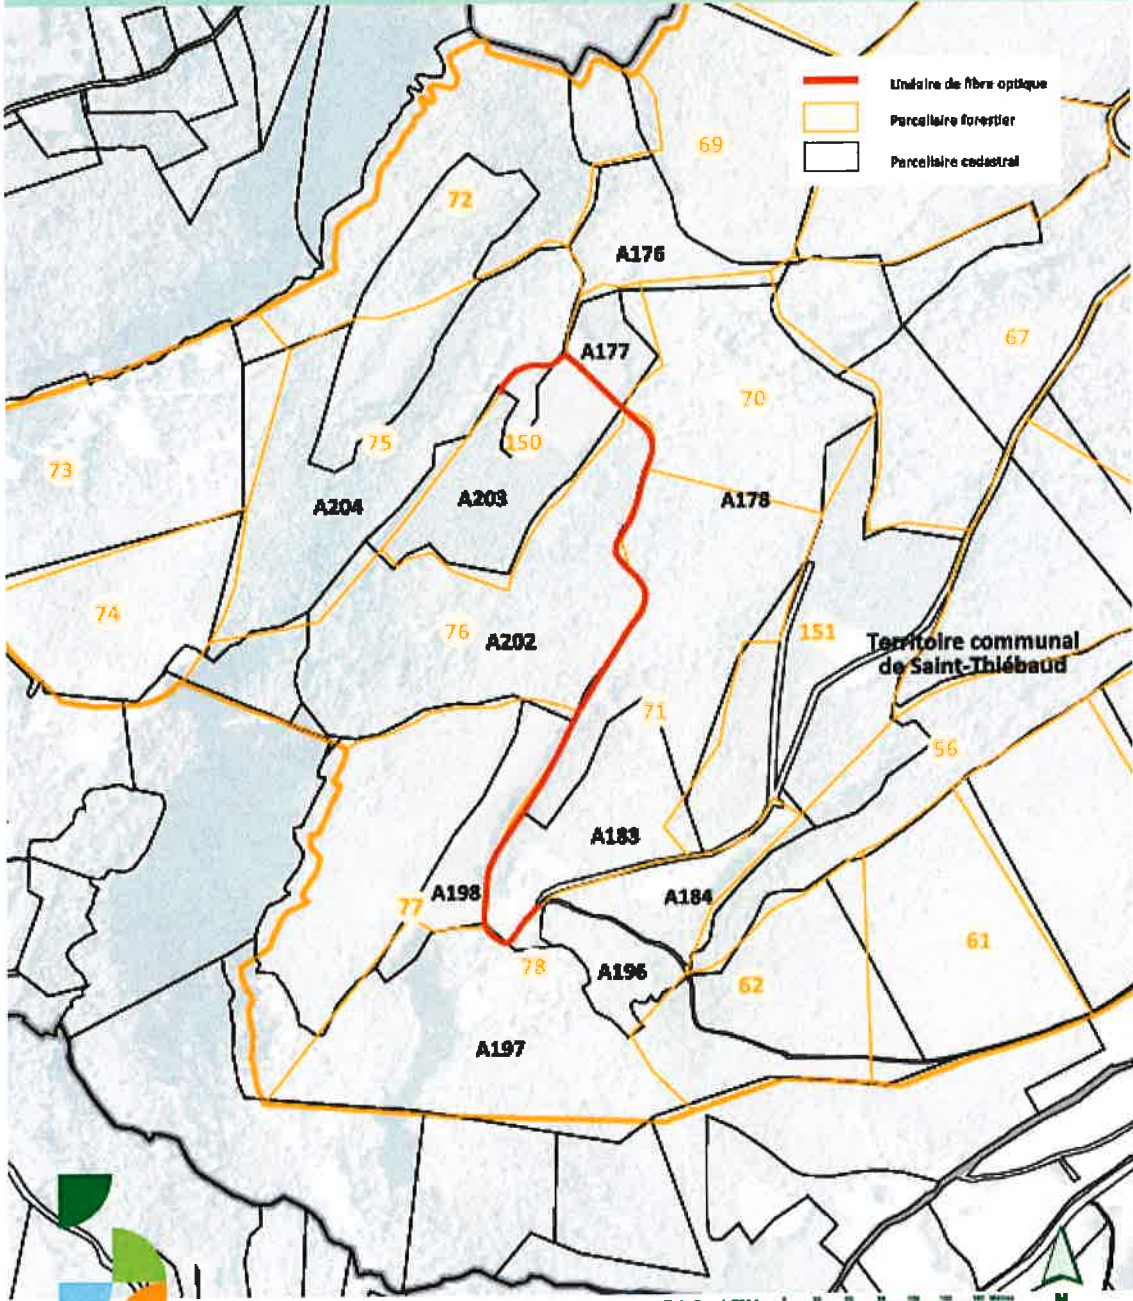 Linéaire de fibre optique
Parcellaire forestier
Parcellaire cadastral
69
72
A176
67
A177
70
75
150
73
A203
A178
A204
74
76
A202
151
Territoire communal
de Saint-Thiébaud
71
56
A183
A198
A184
77
61
78
A196
62
A197
N